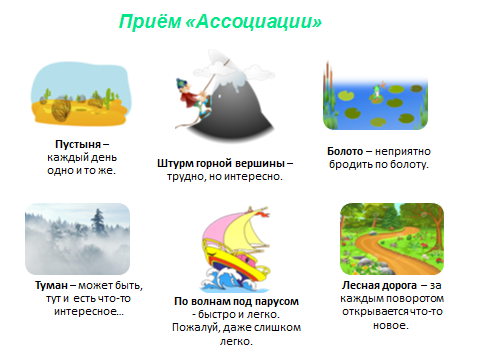 Приём «Ассоциации»
Пустыня –
каждый день
одно и то же.
Штурм горной вершины –
трудно, но интересно.
Болото – неприятно
бродить по болоту.
Туман – может быть,
тут и есть что-то
интересное…
По волнам под парусом
- быстро и легко.
Пожалуй, даже слишком
легко.
Лесная дорога – за
каждым поворотом
открывается что-то
новое.